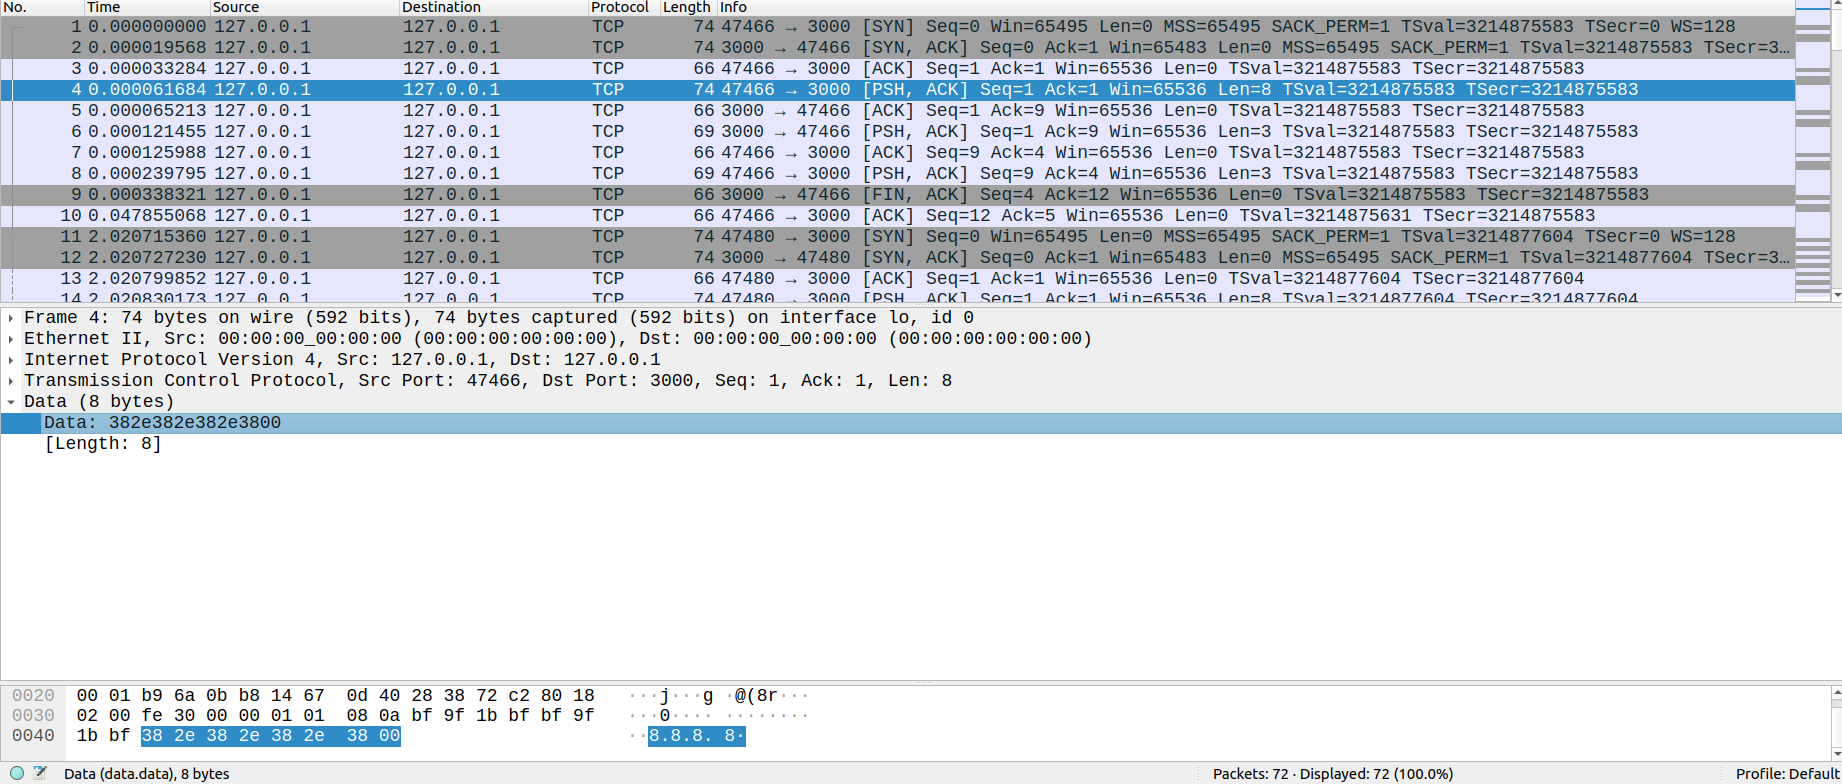 No. Time Source Destination Protocol Length Info
1 0.000000000 127.0.0.1 127.0.0.1 TCP 74 47466 → 3000 [SYN] Seq=0 Win=65495 Len=0 MSS=65495 SACK_PERM=1 TSval=3214875583 TSecr=0 WS=128
2 0.000019568 127.0.0.1 127.0.0.1 TCP 74 3000 → 47466 [SYN, ACK] Seq=0 Ack=1 Win=65483 Len=0 MSS=65495 SACK_PERM=1 TSval=3214875583 TSecr=3...
3 0.000033284 127.0.0.1 127.0.0.1 TCP 66 47466 → 3000 [ACK] Seq=1 Ack=1 Win=65536 Len=0 TSval=3214875583 TSecr=3214875583
4 0.000061684 127.0.0.1 127.0.0.1 TCP 74 47466 → 3000 [PSH, ACK] Seq=1 Ack=1 Win=65536 Len=8 TSval=3214875583 TSecr=3214875583
5 0.000065213 127.0.0.1 127.0.0.1 TCP 66 3000 → 47466 [ACK] Seq=1 Ack=9 Win=65536 Len=0 TSval=3214875583 TSecr=3214875583
6 0.000121455 127.0.0.1 127.0.0.1 TCP 69 3000 → 47466 [PSH, ACK] Seq=1 Ack=9 Win=65536 Len=3 TSval=3214875583 TSecr=3214875583
7 0.000125988 127.0.0.1 127.0.0.1 TCP 66 47466 → 3000 [ACK] Seq=9 Ack=4 Win=65536 Len=0 TSval=3214875583 TSecr=3214875583
8 0.000239795 127.0.0.1 127.0.0.1 TCP 69 47466 → 3000 [PSH, ACK] Seq=9 Ack=4 Win=65536 Len=3 TSval=3214875583 TSecr=3214875583
9 0.000338321 127.0.0.1 127.0.0.1 TCP 66 3000 → 47466 [FIN, ACK] Seq=4 Ack=12 Win=65536 Len=0 TSval=3214875583 TSecr=3214875583
10 0.047855068 127.0.0.1 127.0.0.1 TCP 66 47466 → 3000 [ACK] Seq=12 Ack=5 Win=65536 Len=0 TSval=3214875631 TSecr=3214875583
11 2.020715360 127.0.0.1 127.0.0.1 TCP 74 47480 → 3000 [SYN] Seq=0 Win=65495 Len=0 MSS=65495 SACK_PERM=1 TSval=3214877604 TSecr=0 WS=128
12 2.020727230 127.0.0.1 127.0.0.1 TCP 74 3000 → 47480 [SYN, ACK] Seq=0 Ack=1 Win=65483 Len=0 MSS=65495 SACK_PERM=1 TSval=3214877604 TSecr=3...
13 2.020799852 127.0.0.1 127.0.0.1 TCP 66 47480 → 3000 [ACK] Seq=1 Ack=1 Win=65536 Len=0 TSval=3214877604 TSecr=3214877604
14 2.020830173 127.0.0.1 127.0.0.1 TCP 74 47480 → 3000 [PSH, ACK] Seq=1 Ack=1 Win=65536 Len=8 TSval=3214877604 TSecr=3214877604
Frame 4: 74 bytes on wire (592 bits), 74 bytes captured (592 bits) on interface lo, id 0
Ethernet II, Src: 00:00:00_00:00:00 (00:00:00:00:00:00), Dst: 00:00:00_00:00:00 (00:00:00:00:00:00)
Internet Protocol Version 4, Src: 127.0.0.1, Dst: 127.0.0.1
Transmission Control Protocol, Src Port: 47466, Dst Port: 3000, Seq: 1, Ack: 1, Len: 8
Data (8 bytes)
Data: 382e382e382e3800
[Length: 8]
0020 00 01 b9 6a 0b b8 14 67 0d 40 28 38 72 c2 80 18 ···j···g ·@(8r···
0030 02 00 fe 30 00 00 01 01 08 0a bf 9f 1b bf bf 9f ···0···· ········
0040 1b bf 38 2e 38 2e 38 2e 38 00 ··8.8.8. 8·
Data (data.data), 8 bytes Packets: 72 · Displayed: 72 (100.0%) Profile: Default